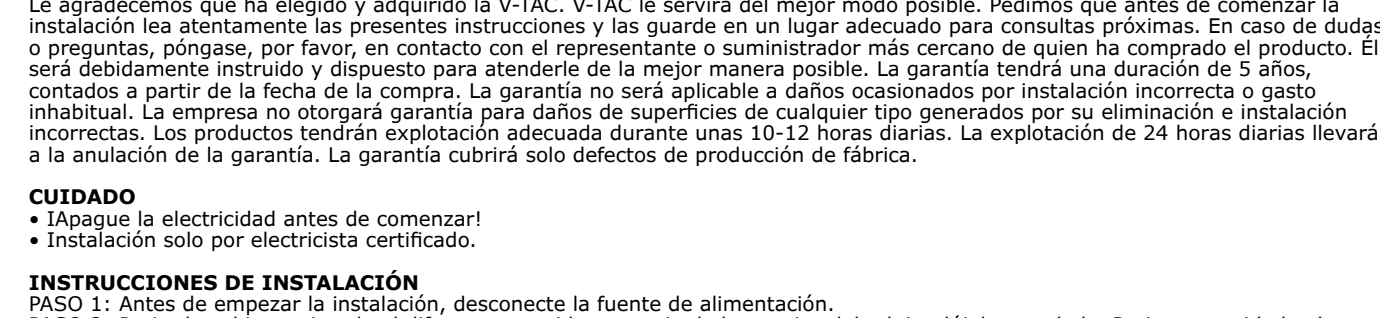 Le agradecemos que ha elegido y adquirido la V-TAC. V-TAC le servirá del mejor modo posible. Pedimos que antes de comenzar la
instalación lea atentamente las presentes instrucciones y las guarde en un lugar adecuado para consultas próximas. En caso de dudas
o preguntas, póngase, por favor, en contacto con el representante o suministrador más cercano de quien ha comprado el producto. Él
será debidamente instruido y dispuesto para atenderle de la mejor manera posible. La garantía tendrá una duración de 5 años,
contados a partir de la fecha de la compra. La garantía no será aplicable a daños ocasionados por instalación incorrecta o gasto
inhabitual. La empresa no otorgará garantía para daños de superficies de cualquier tipo generados por su eliminación e instalación
incorrectas. Los productos tendrán explotación adecuada durante unas 10-12 horas diarias. La explotación de 24 horas diarias llevará
a la anulación de la garantía. La garantía cubrirá solo defectos de producción de fábrica.
CUIDADO
• IApague la electricidad antes de comenzar!
• Instalación solo por electricista certificado.
INSTRUCCIONES DE INSTALACIÓN
PASO 1: Antes de empezar la instalación, desconecte la fuente de alimentación.